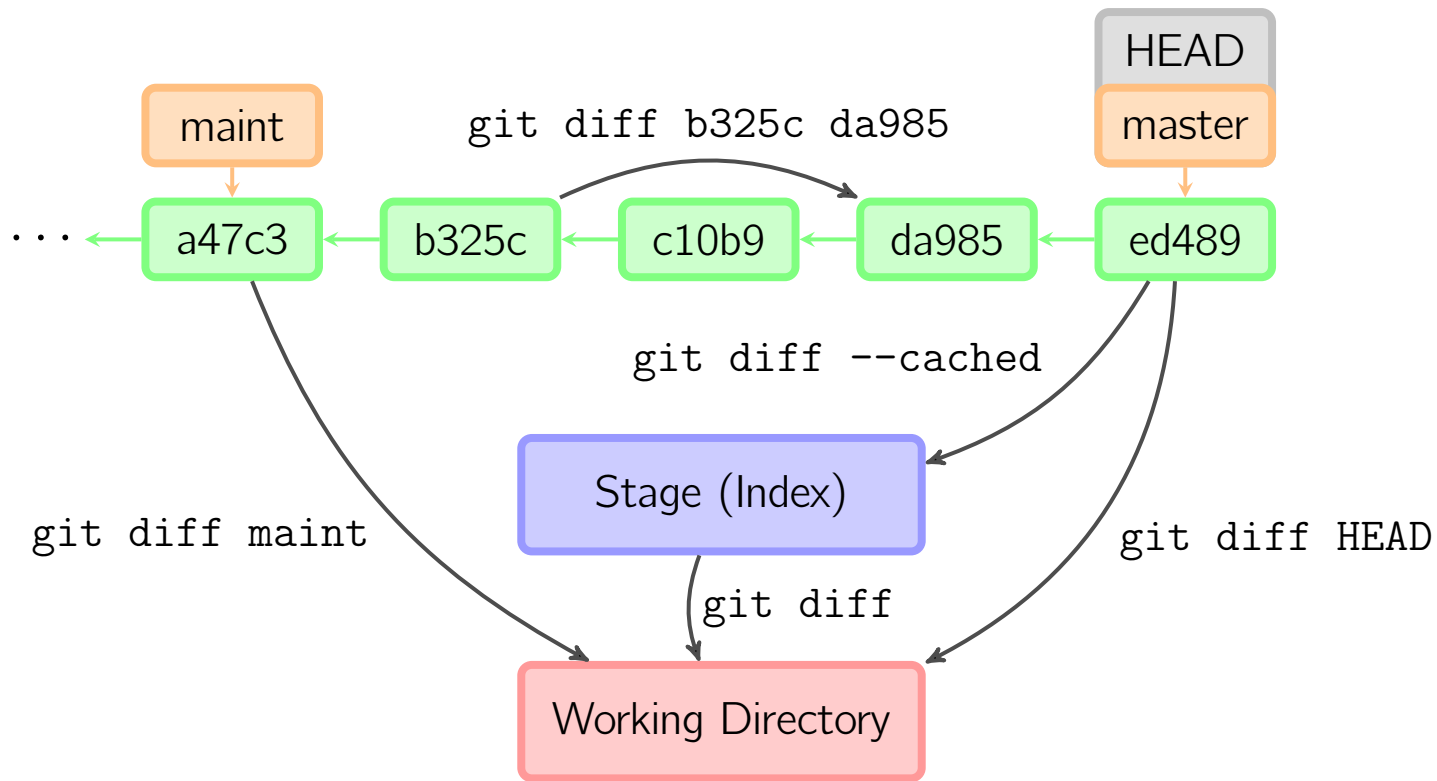 HEAD
maint
git diff b325c da985
master
...
a47c3
b325c
c10b9
da985
ed489
git diff --cached
Stage (Index)
git diff maint
git diff HEAD
git diff
Working Directory